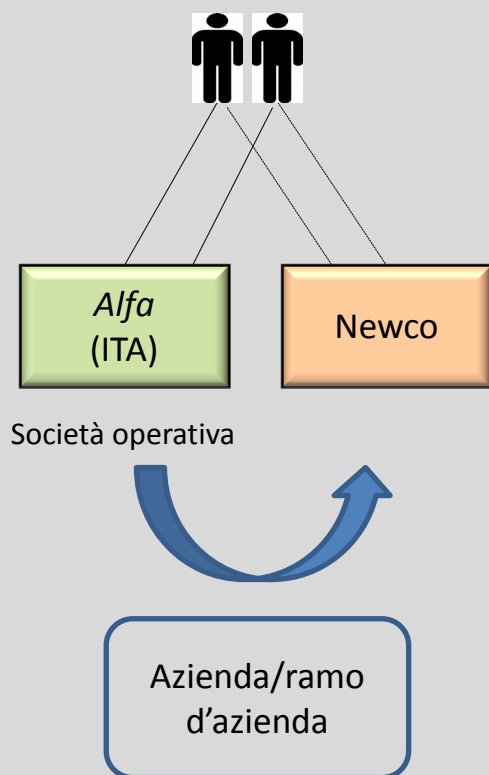 Alfa
(ITA)
Newco
Società operativa
Azienda/ramo
d'azienda